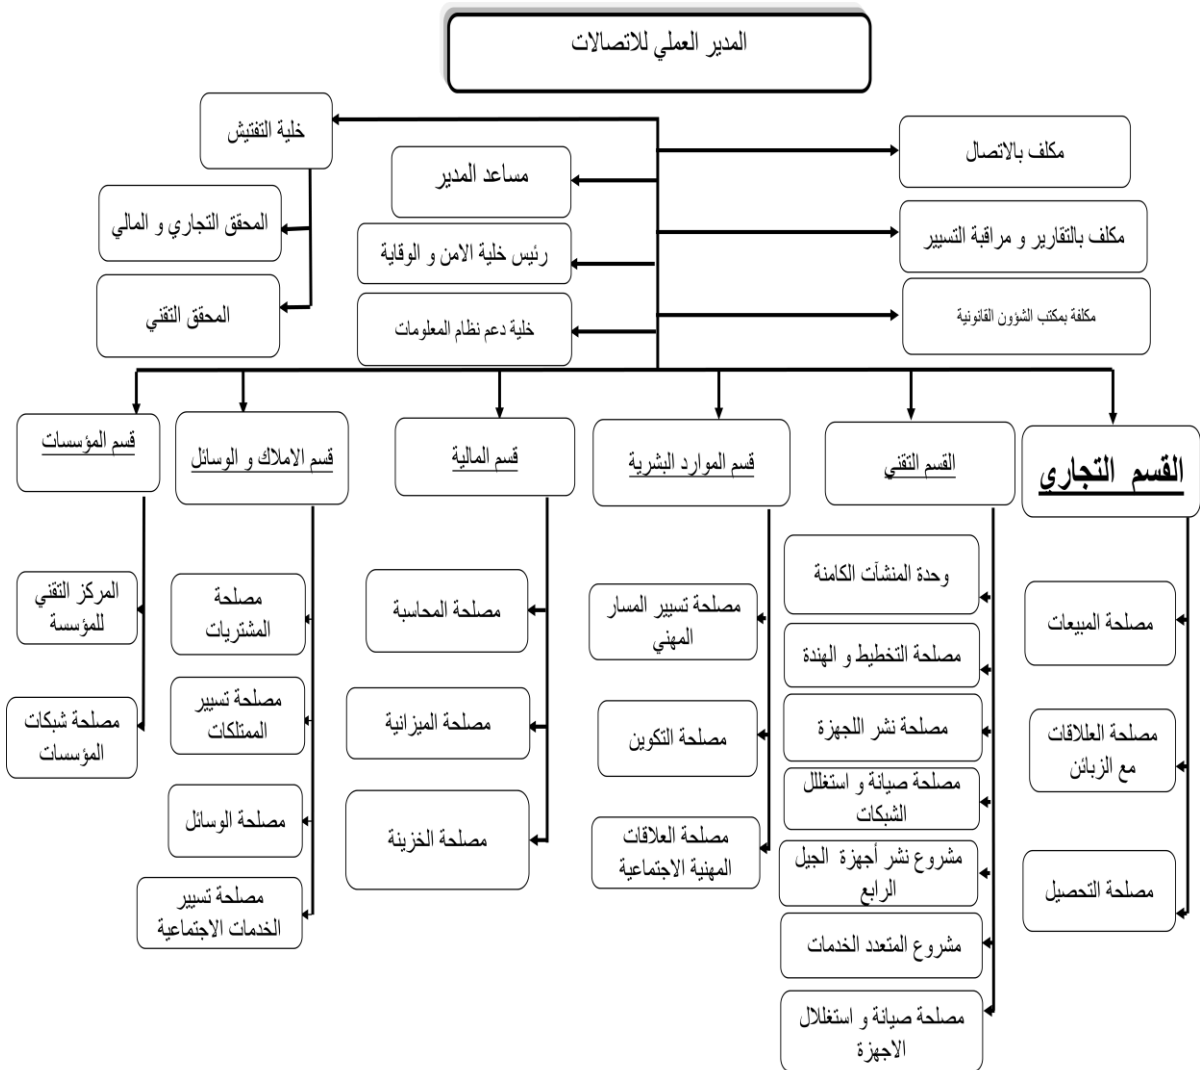 المدير العملي للاتصالات
خلية التفتيش
مكلف بالاتصال
مساعد المدير
المحقق التجاري و المالي
مكلف بالتقارير و مراقبة التسيير
رئيس خلية الامن و الوقاية
المحقق التقني
مكلفة بمكتب الشؤون القانونية
خلية دعم نظام المعلومات
القسم التجاري
القسم التقني
قسم الموارد البشرية
قسم المالية
قسم الاملاك و الوسائل
قسم المؤسسات
مصلحة المبيعات
مصلحة العللاقات
مع الزبائن
مصلحة التحصيل
وحدة المنشآت الكامنة
مصلحة التخطيط و الهندة
مصلحة نشر اللجهزة
مصلحة صيانة و استغللل
الشبكات
مشروع نشر أجهزة الجيل
الرابع
مشروع المتعدد الخدمات
مصلحة صيانة و استغللال
الاجهزة
مصلحة تسيير المسار
المهني
مصلحة التكوين
مصلحة العلاقات
المهنية الاجتماعية
مصلحة المحاسبة
مصلحة الميزانية
مصلحة الخزينة
مصلحة
المشتريات
مصلحة تسيير
الممتلكات
مصلحة الوسائل
مصلحة تسيير
الخدمات الاجتماعية
المركز التقني
للمؤسسة
مصلحة شبكات
المؤسسات